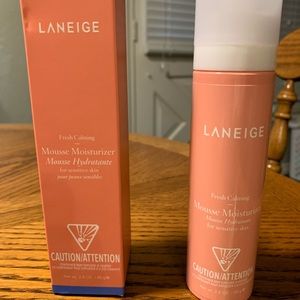 LANEIGE
Fresh Calming
Mousse Moisturizer
Mousse Hydratante
for sensitive skin
pour peaux sensibles
CAUTION/ATTENTION
LANEIGE
Fresh Calming
Mousse Moisturizer
Mousse Hydratante
for sensitive skin
CAUTION/ATTENTION